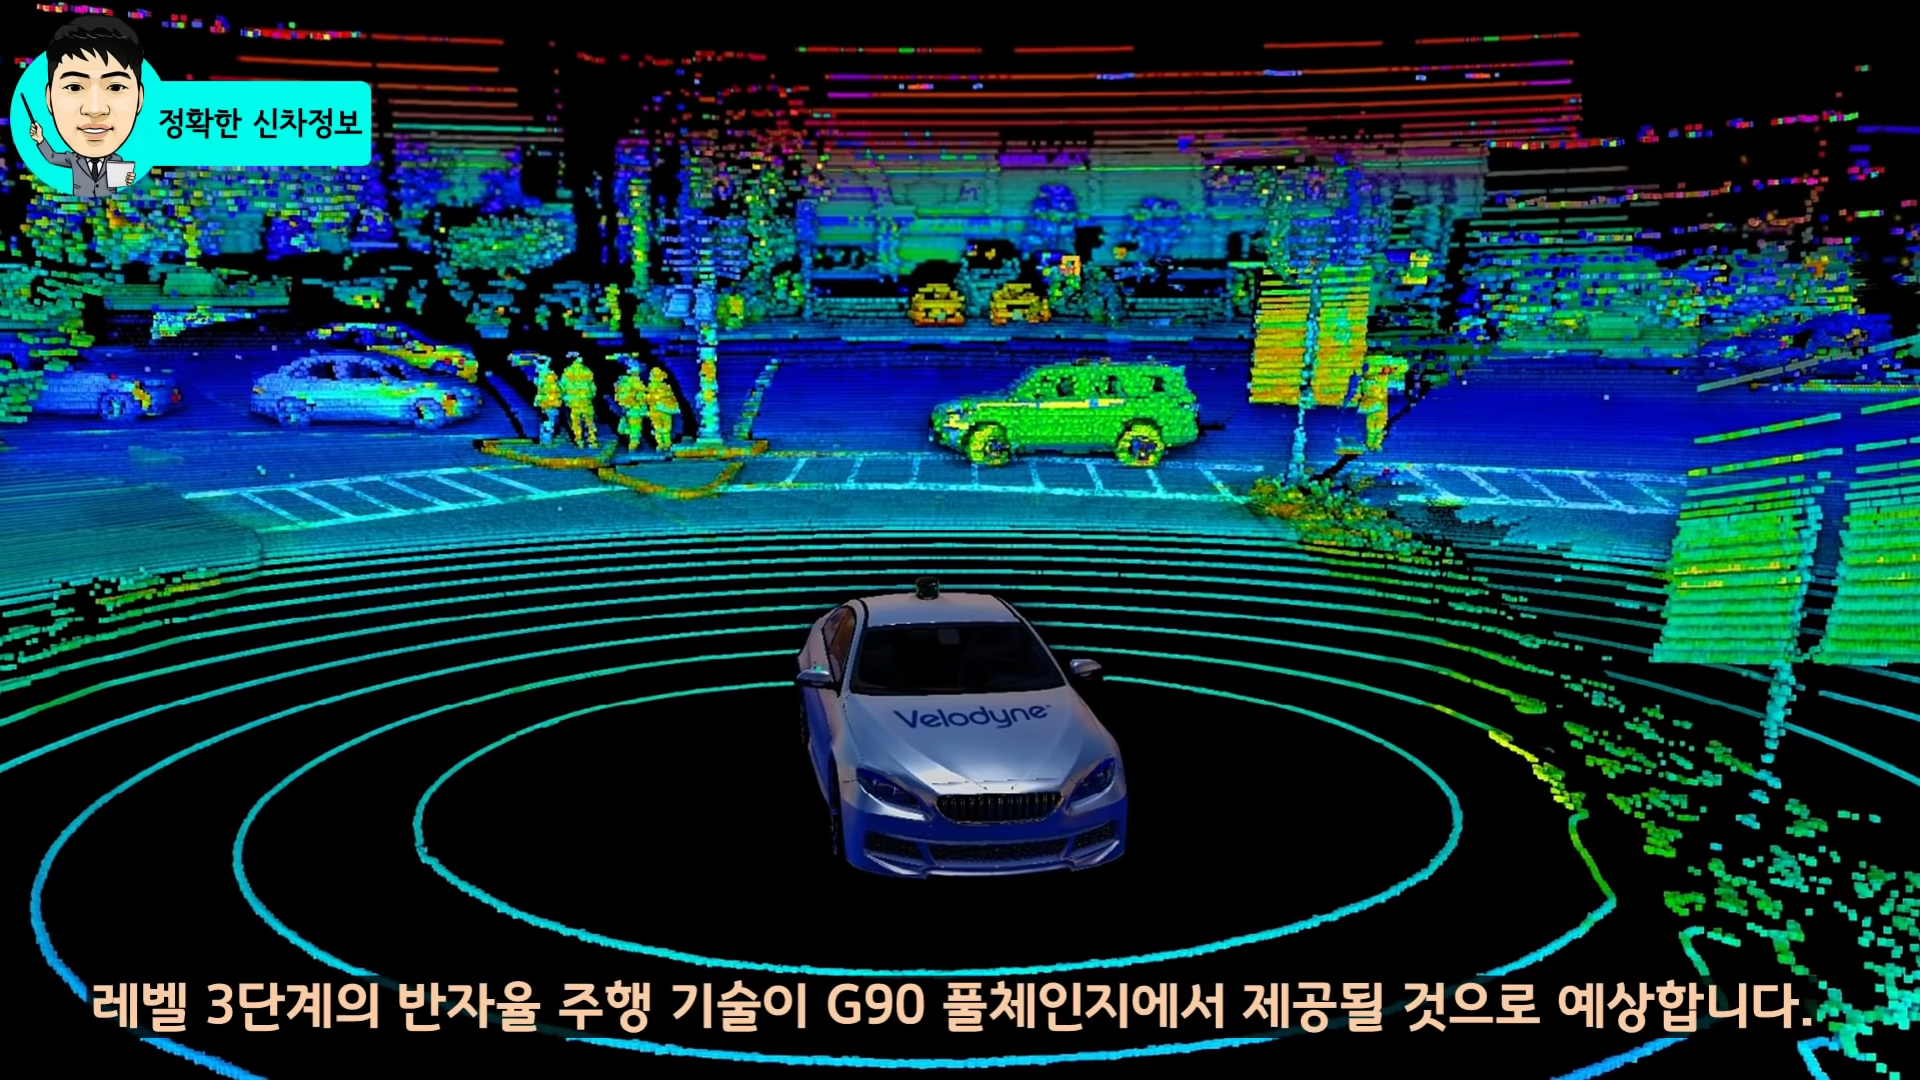 정확한 신차정보
Velodyne
레벨 3단계의 반자율 주행 기술이 G90 풀체인지에서 제공될 것으로 예상합니다.